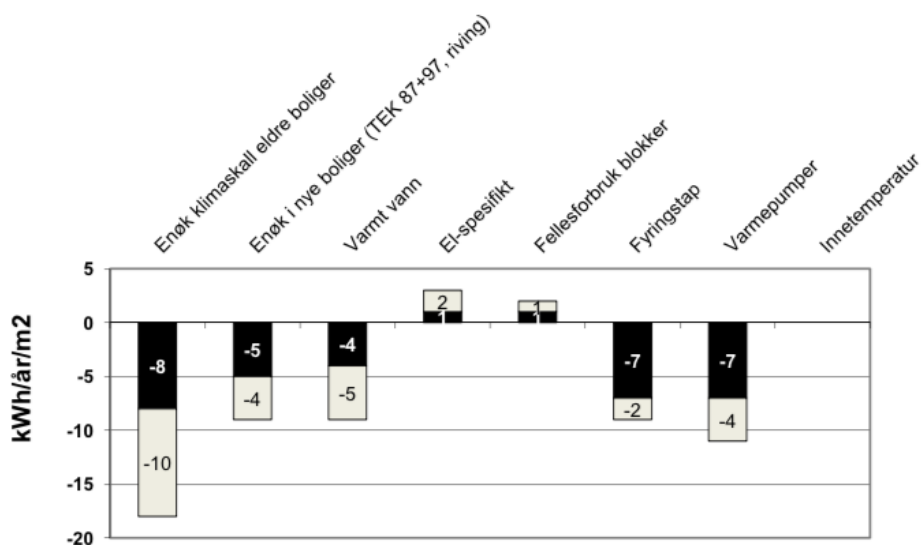 Enøk klimaskall eldre boliger
Enøk i nye boliger (TEK 87+97, riving)
Varmt vann
El-spesifikt
Fellesforbruk blokker
Fyringstap
Varmepumper
Innetemperatur
kWh/år/m2
5
0
-5
-10
-15
-20
-8
-10
-5
-4
-4
-5
2
1
1
1
-7
-2
-7
-4